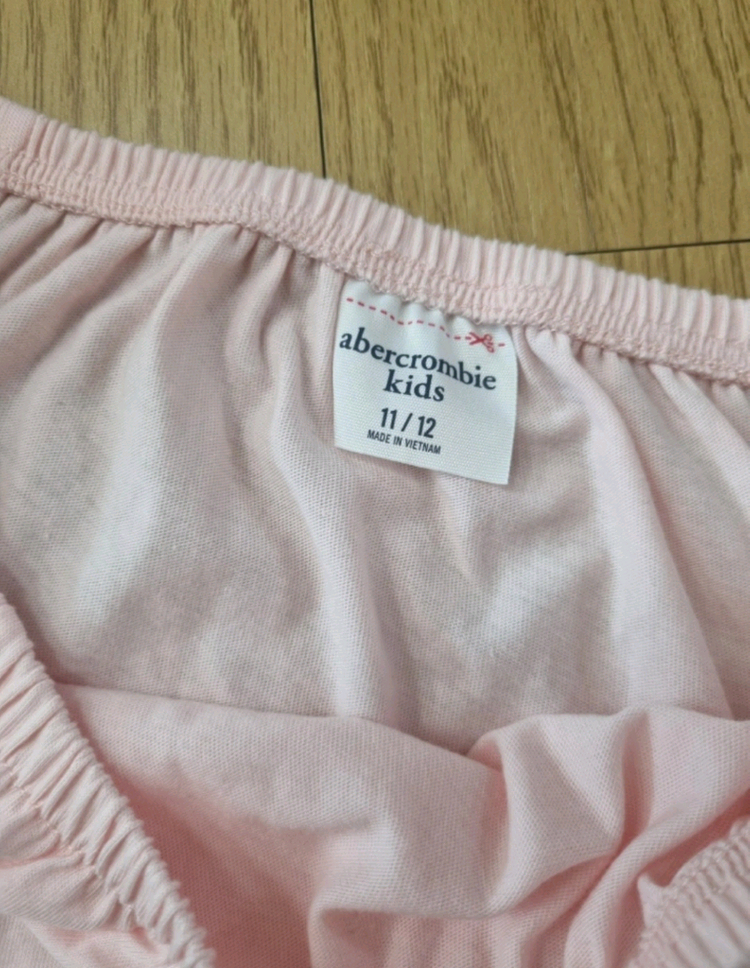 abercrombie
kids
11 / 12
MADE IN VIETNAM